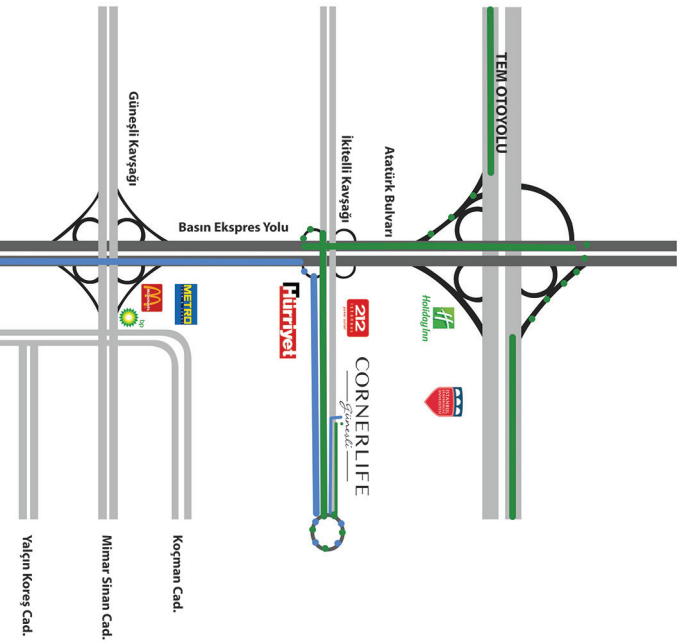 TEM OTOYOLU
Güneşli Kavşağı
İkitelli Kavşağı
Atatürk Bulvarı
Basın Ekspres Yolu
METRO
bp
Hürriyet
212
Holiday Inn
CORNERLIFE
Güneşli
Koçman Cad.
Mimar Sinan Cad.
Yalçın Koreş Cad.